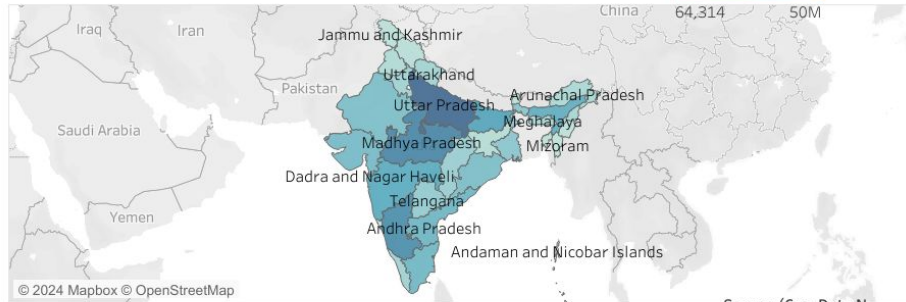 Iraq
Iran
China
64,314
50M
Jammu and Kashmir
Pakistan
Uttarakhand
Arunachal Pradesh
Uttar Pradesh
Saudi Arabia
Meghalaya
Madhya Pradesh
Mizoram
Dadra and Nagar Haveli
Telangana
Yemen
Andhra Pradesh
Andaman and Nicobar Islands
© 2024 Mapbox © OpenStreetMap